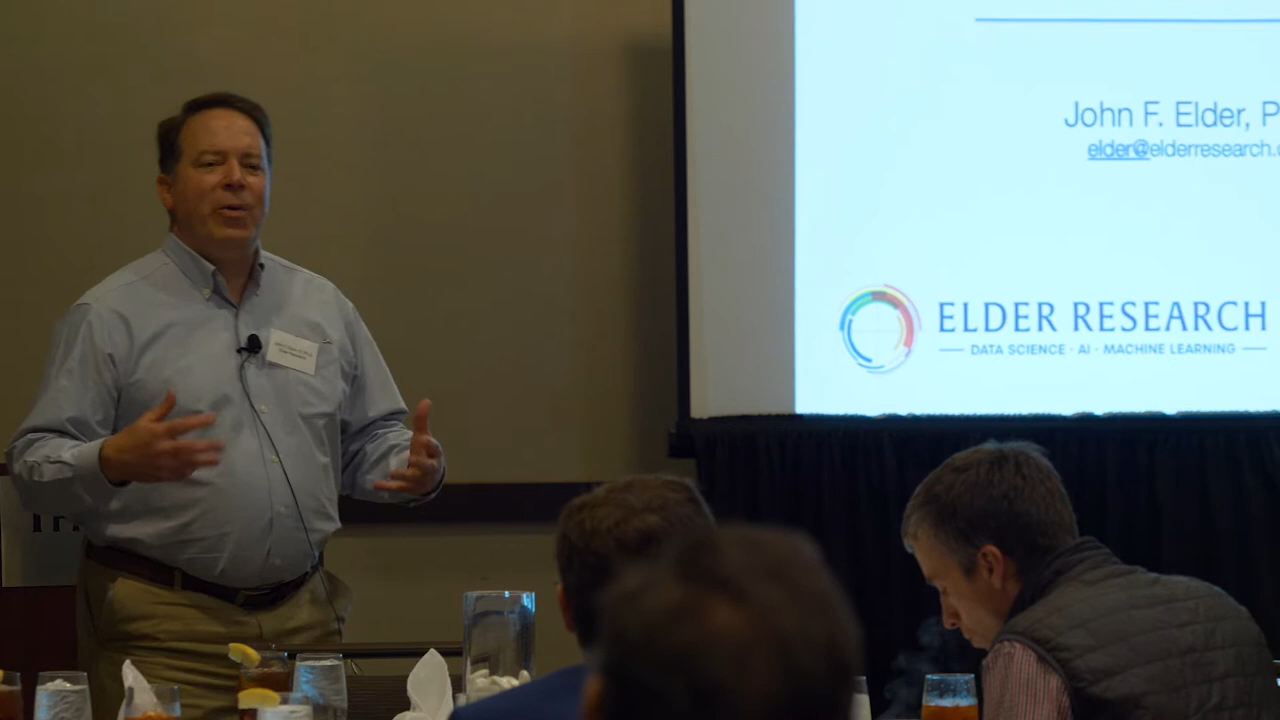 John F. Elder, P
elder@elderresearch.c
ELDER RESEARCH
DATA SCIENCE · AI · MACHINE LEARNING